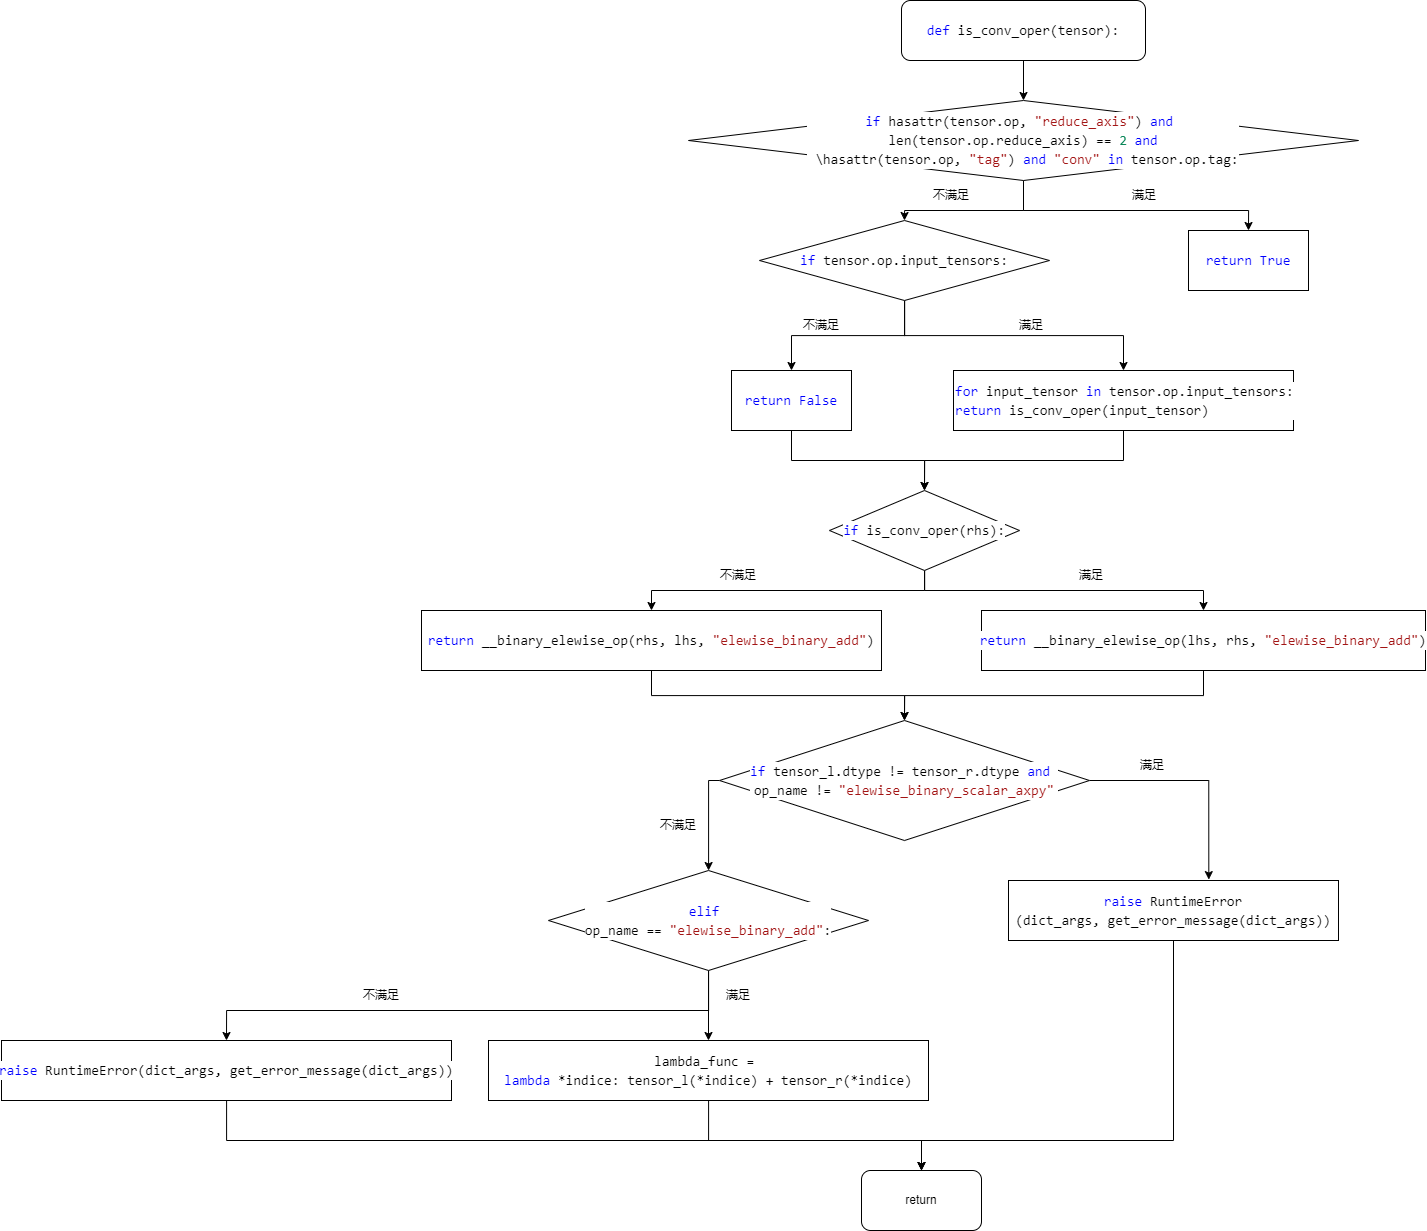 def is_conv_oper(tensor):
if hasattr(tensor.op, "reduce_axis") and
len(tensor.op.reduce_axis) == 2 and
\hasattr(tensor.op, "tag") and "conv" in tensor.op.tag:
不满足
满足
if tensor.op.input_tensors:
return True
不满足
满足
return False
for input_tensor in tensor.op.input_tensors:
return is_conv_oper(input_tensor)
if is_conv_oper(rhs):
不满足
满足
return __binary_elewise_op(rhs, lhs, "elewise_binary_add")
return __binary_elewise_op(lhs, rhs, "elewise_binary_add")
if tensor_l.dtype != tensor_r.dtype and
op_name != "elewise_binary_scalar_axpy"
满足
不满足
elif
op_name == "elewise_binary_add":
raise RuntimeError
(dict_args, get_error_message(dict_args))
不满足
满足
raise RuntimeError(dict_args, get_error_message(dict_args))
lambda_func =
lambda *indice: tensor_l(*indice) + tensor_r(*indice)
return